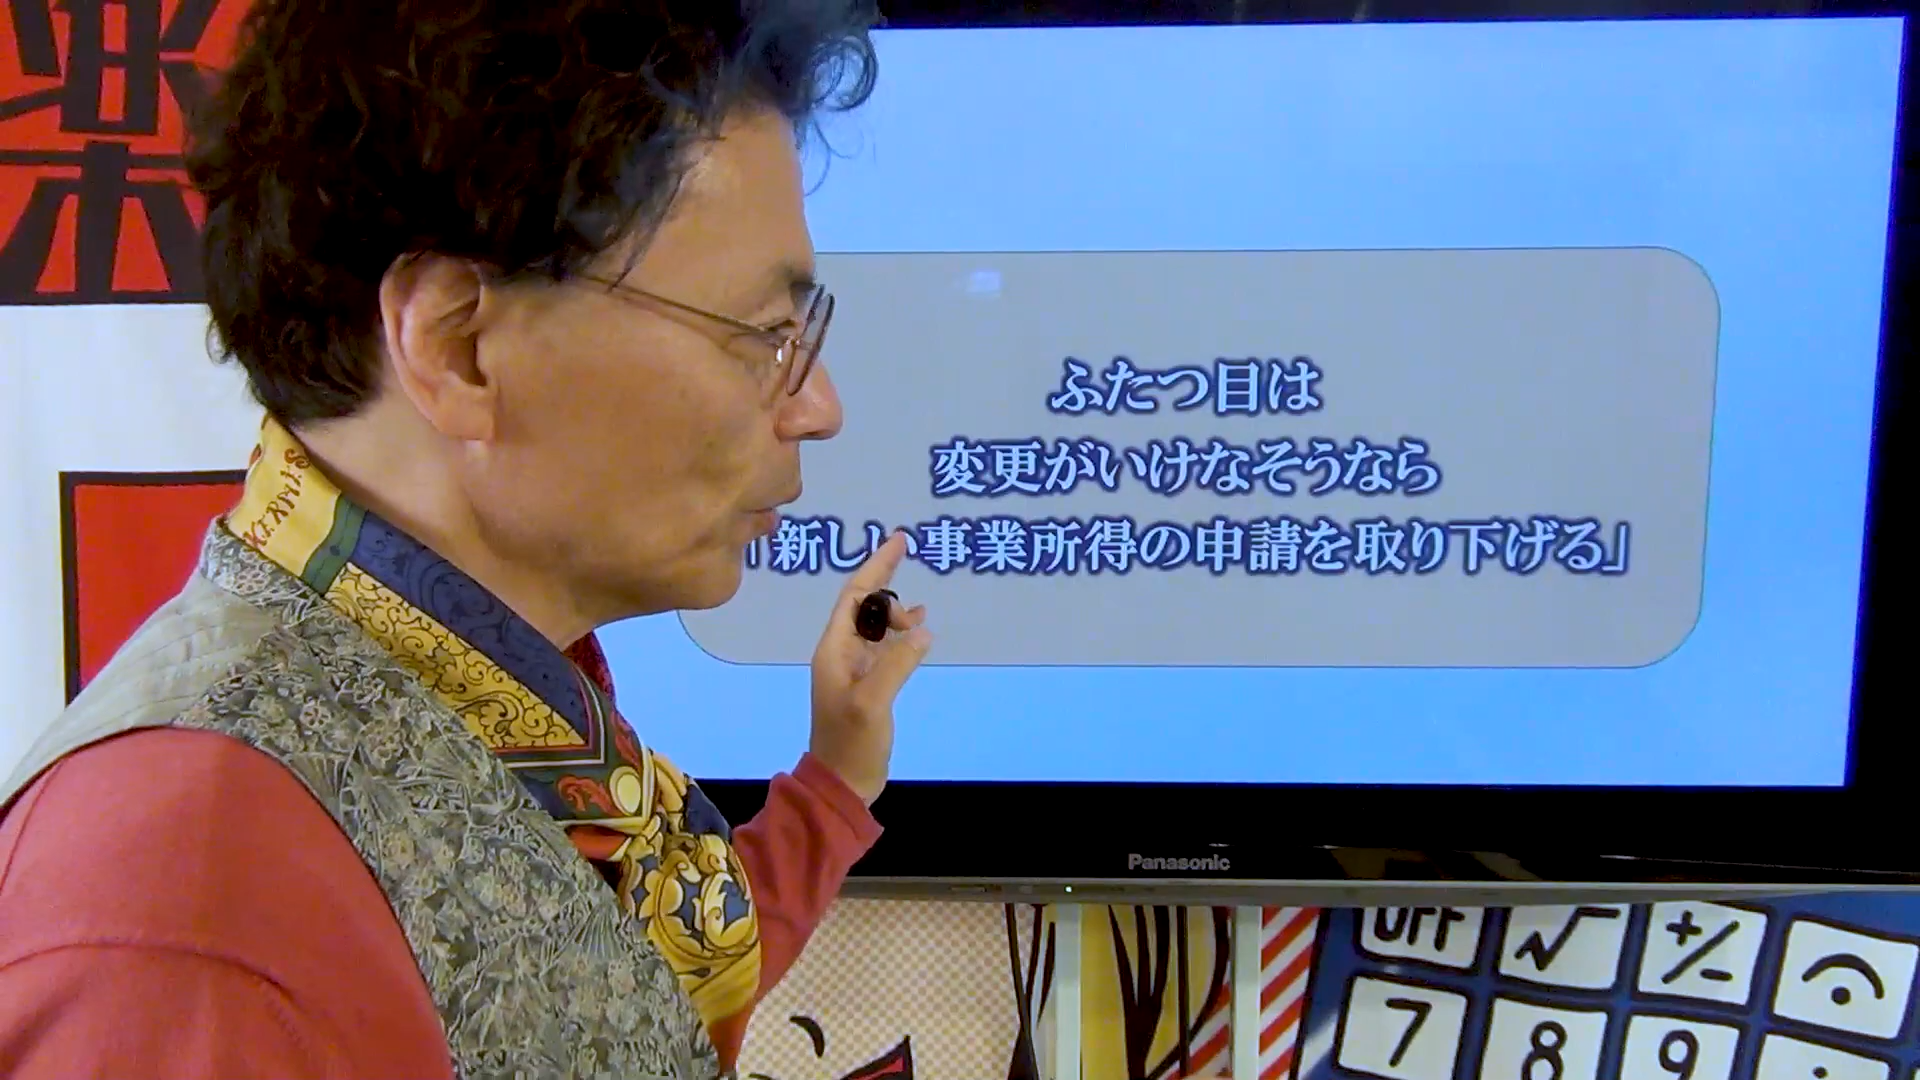 楽
ふたつ目は
変更がいけなそうなら
「新しい事業所得の申請を取り下げる」
Panasonic
OFF √ +/-
7 8 9